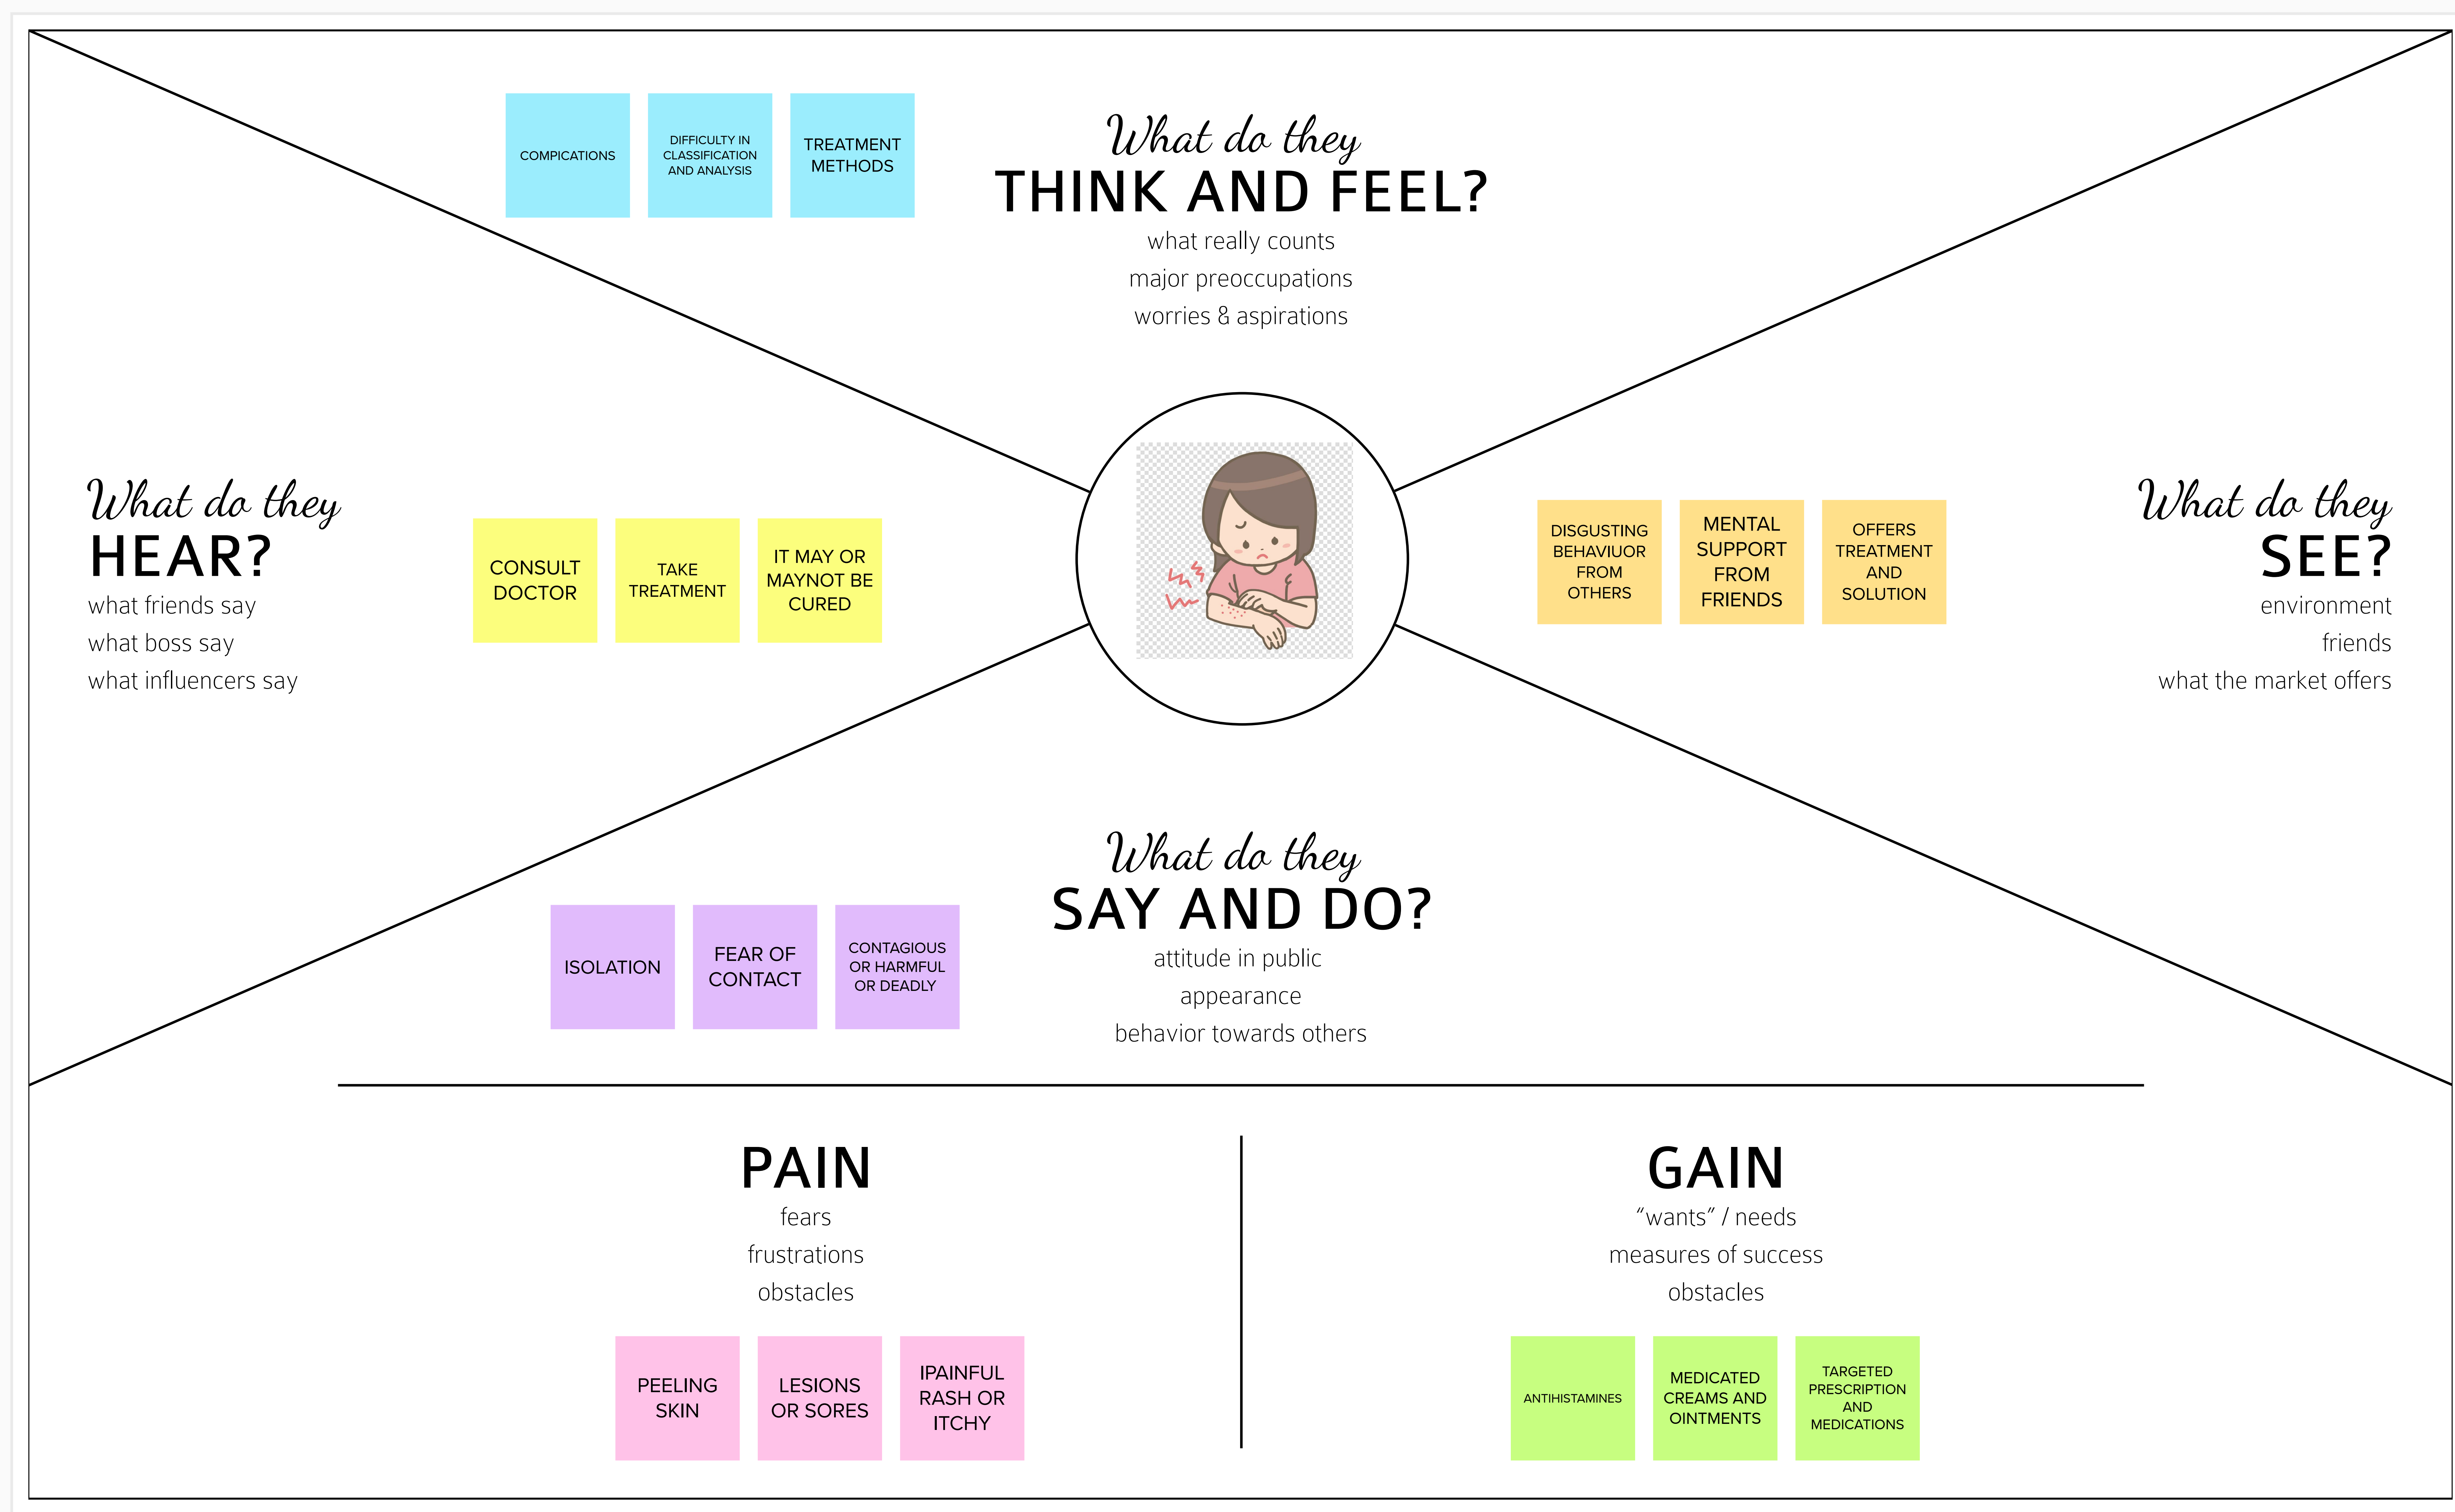 COMPICATIONS
DIFFICULTY IN
CLASSIFICATION
AND ANALYSIS
TREATMENT
METHODS
What do they
THINK AND FEEL?
what really counts
major preoccupations
worries & aspirations
What do they
HEAR?
what friends say
what boss say
what influencers say
CONSULT
DOCTOR
TAKE
TREATMENT
IT MAY OR
MAYNOT BE
CURED
DISGUSTING
BEHAVIUOR
FROM
OTHERS
MENTAL
SUPPORT
FROM
FRIENDS
OFFERS
TREATMENT
AND
SOLUTION
What do they
SEE?
environment
friends
what the market offers
What do they
SAY AND DO?
attitude in public
appearance
behavior towards others
ISOLATION
FEAR OF
CONTACT
CONTAGIOUS
OR HARMFUL
OR DEADLY
PAIN
fears
frustrations
obstacles
PEELING
SKIN
LESIONS
OR SORES
IPAINFUL
RASH OR
ITCHY
GAIN
“wants” / needs
measures of success
obstacles
ANTIHISTAMINES
MEDICATED
CREAMS AND
OINTMENTS
TARGETED
PRESCRIPTION
AND
MEDICATIONS